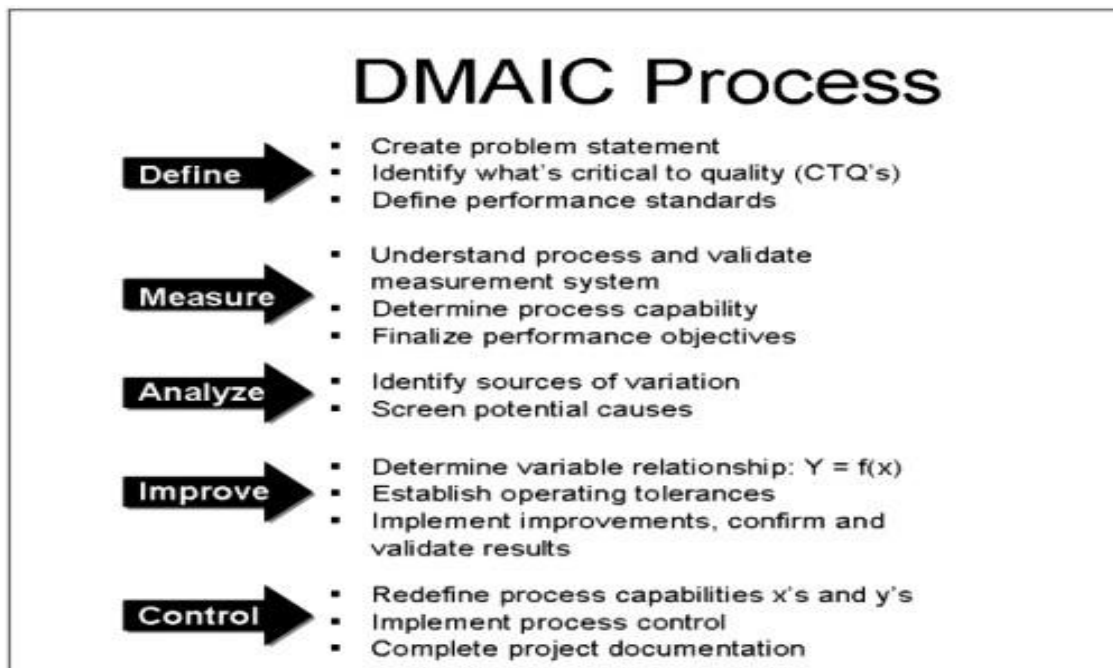 DMAIC Process
Define
▪ Create problem statement
▪ Identify what's critical to quality (CTQ's)
▪ Define performance standards
Measure
▪ Understand process and validate
measurement system
▪ Determine process capability
▪ Finalize performance objectives
Analyze
▪ Identify sources of variation
▪ Screen potential causes
Improve
▪ Determine variable relationship: Y = f(x)
▪ Establish operating tolerances
▪ Implement improvements, confirm and
validate results
Control
▪ Redefine process capabilities x's and y's
▪ Implement process control
▪ Complete project documentation